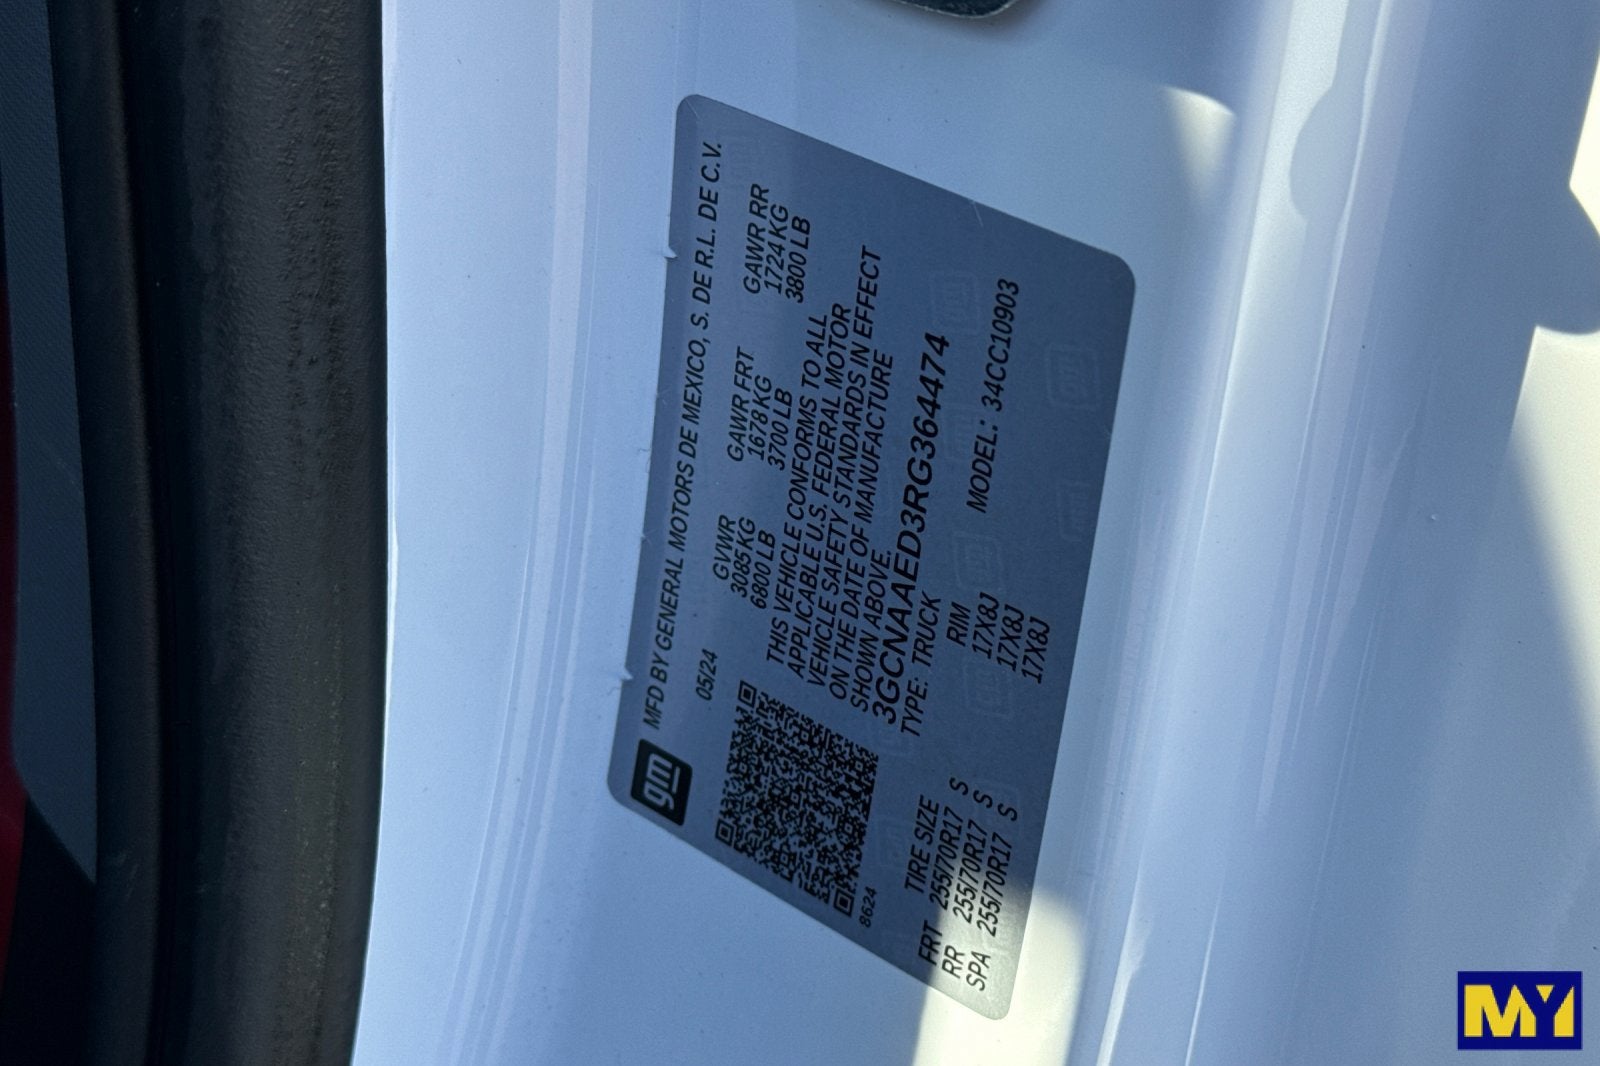 gm MFD BY GENERAL MOTORS DE MEXICO, S. DE R.L. DE C.V.
05/24
GVWR GAWR FRT GAWR RR
3085 KG 1678 KG 1724 KG
6800 LB 3700 LB 3800 LB
THIS VEHICLE CONFORMS TO ALL
APPLICABLE U.S. FEDERAL MOTOR
VEHICLE SAFETY STANDARDS IN EFFECT
ON THE DATE OF MANUFACTURE
SHOWN ABOVE.
3GCNAAED3RG364474
TYPE: TRUCK MODEL: 34CC10903
8624
TIRE SIZE RIM
FRT 255/70R17 S 17X8J
RR 255/70R17 S 17X8J
SPA 255/70R17 S 17X8J
MY